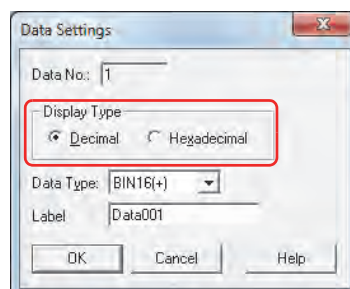 Data Settings
Data No.: 1
Display Type
Decimal Hexadecimal
Data Type: BIN16(+)
Label Data001
OK Cancel Help